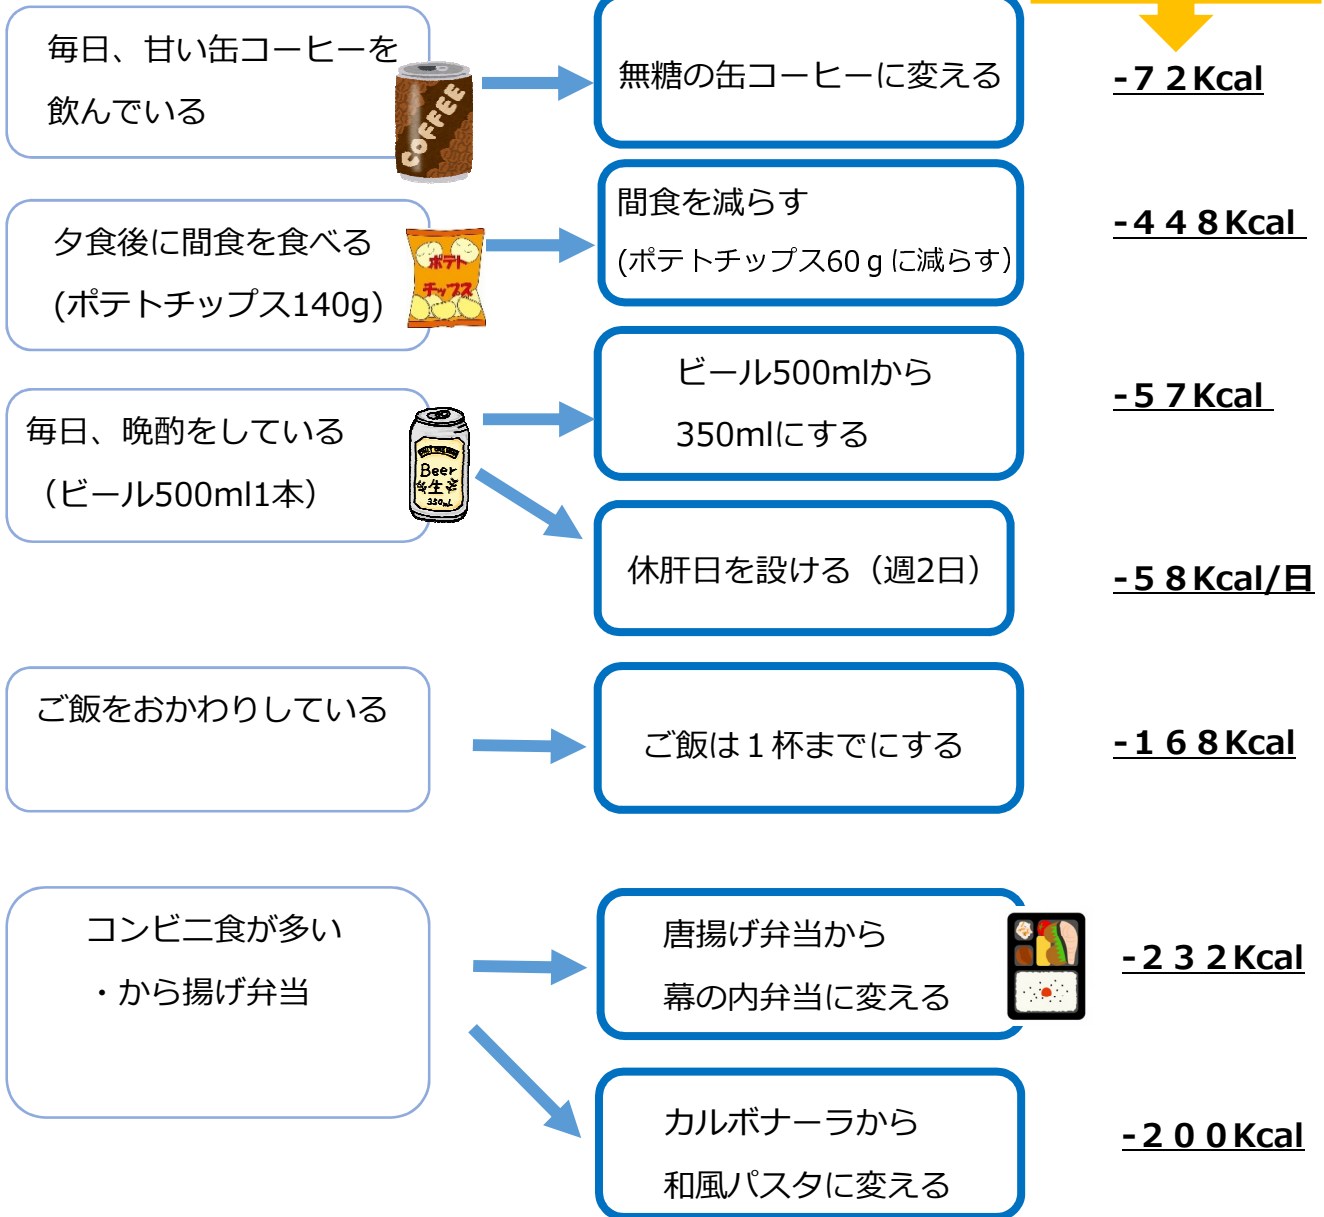 毎日、甘い缶コーヒーを
飲んでいる
COFFEE
無糖の缶コーヒーに変える
-７２Kcal
夕食後に間食を食べる
(ポテトチップス140g)
ポテト
チップス
間食を減らす
(ポテトチップス60ｇに減らす)
-４４８Kcal
毎日、晩酌をしている
（ビール500ml1本）
Beer
生
350mL
ビール500mlから
350mlにする
-５７Kcal
休肝日を設ける（週2日）
-５８Kcal/日
ご飯をおかわりしている
ご飯は１杯までにする
-１６８Kcal
コンビニ食が多い
・から揚げ弁当
唐揚げ弁当から
幕の内弁当に変える
-２３２Kcal
カルボナーラから
和風パスタに変える
-２００Kcal